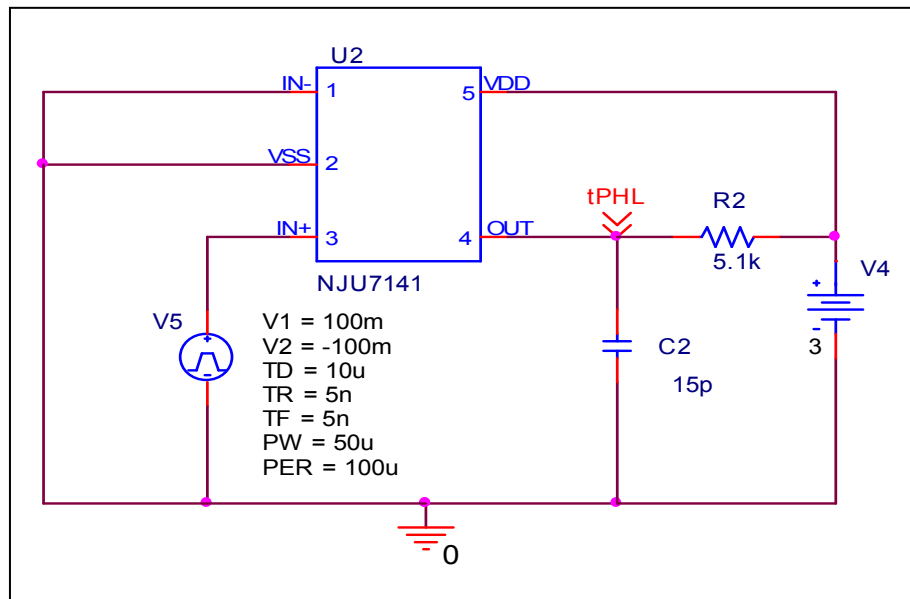 U2
IN-
1
5
VDD
VSS
2
tPHL
R2
IN+
3
4
OUT
5.1k
NJU7141
V4
V5
V1 = 100m
V2 = -100m
TD = 10u
TR = 5n
TF = 5n
PW = 50u
PER = 100u
+
-
3
C2
15p
+
-
0